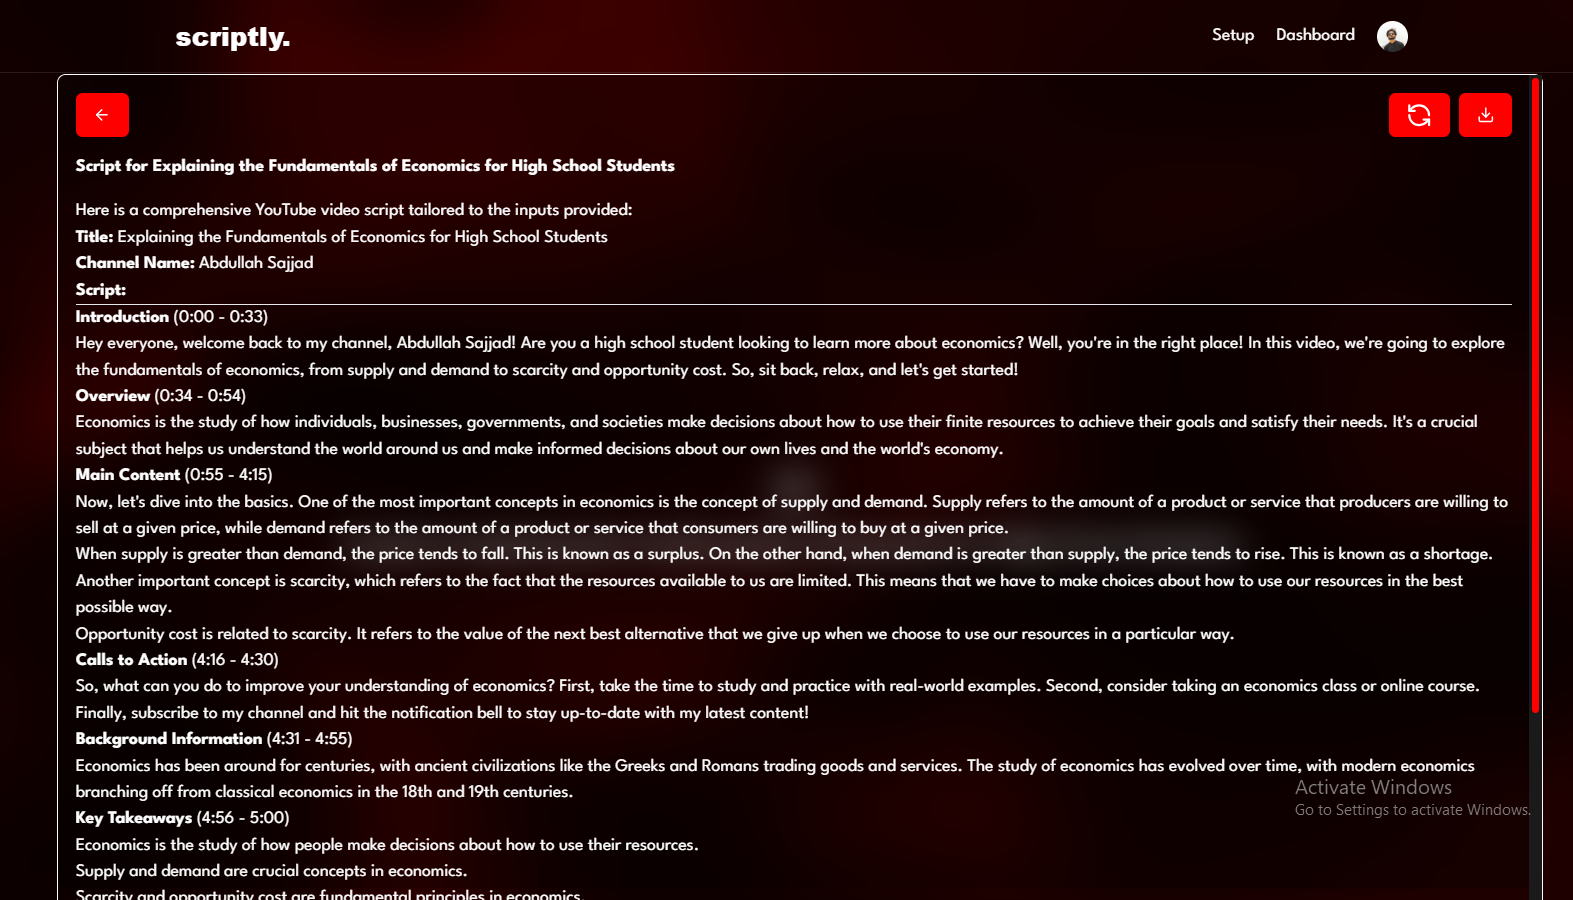 scriptly.
Setup
Dashboard
Script for Explaining the Fundamentals of Economics for High School Students
Here is a comprehensive YouTube video script tailored to the inputs provided:
Title: Explaining the Fundamentals of Economics for High School Students
Channel Name: Abdullah Sajjad
Script:
Introduction (0:00 - 0:33)
Hey everyone, welcome back to my channel, Abdullah Sajjad! Are you a high school student looking to learn more about economics? Well, you're in the right place! In this video, we're going to explore
the fundamentals of economics, from supply and demand to scarcity and opportunity cost. So, sit back, relax, and let's get started!
Overview (0:34 - 0:54)
Economics is the study of how individuals, businesses, governments, and societies make decisions about how to use their finite resources to achieve their goals and satisfy their needs. It's a crucial
subject that helps us understand the world around us and make informed decisions about our own lives and the world's economy.
Main Content (0:55 - 4:15)
Now, let's dive into the basics. One of the most important concepts in economics is the concept of supply and demand. Supply refers to the amount of a product or service that producers are willing to
sell at a given price, while demand refers to the amount of a product or service that consumers are willing to buy at a given price.
When supply is greater than demand, the price tends to fall. This is known as a surplus. On the other hand, when demand is greater than supply, the price tends to rise. This is known as a shortage.
Another important concept is scarcity, which refers to the fact that the resources available to us are limited. This means that we have to make choices about how to use our resources in the best
possible way.
Opportunity cost is related to scarcity. It refers to the value of the next best alternative that we give up when we choose to use our resources in a particular way.
Calls to Action (4:16 - 4:30)
So, what can you do to improve your understanding of economics? First, take the time to study and practice with real-world examples. Second, consider taking an economics class or online course.
Finally, subscribe to my channel and hit the notification bell to stay up-to-date with my latest content!
Background Information (4:31 - 4:55)
Economics has been around for centuries, with ancient civilizations like the Greeks and Romans trading goods and services. The study of economics has evolved over time, with modern economics
branching off from classical economics in the 18th and 19th centuries.
Activate Windows
Go to Settings to activate Windows.
Key Takeaways (4:56 - 5:00)
Economics is the study of how people make decisions about how to use their resources.
Supply and demand are crucial concepts in economics.
Scarcity and opportunity cost are fundamental principles in economics.